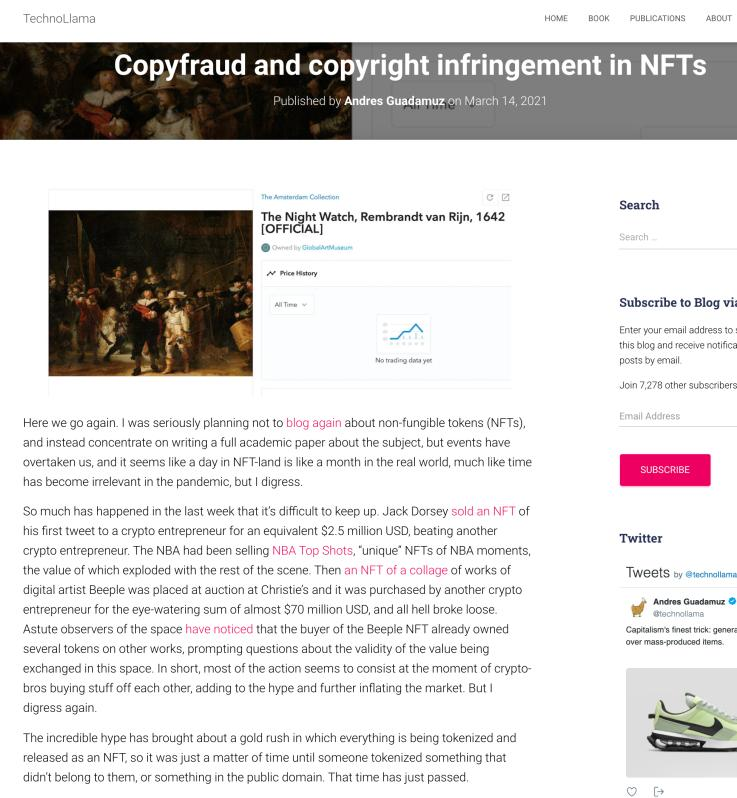 TechnoLlama
HOME BOOK PUBLICATIONS ABOUT
Copyfraud and copyright infringement in NFTs
Published by Andres Guadamuz on March 14, 2021
All Time
The Amsterdam Collection
The Night Watch, Rembrandt van Rijn, 1642
[OFFICIAL]
Owned by GlobalArtMuseum
Price History
All Time
No trading data yet
Here we go again. I was seriously planning not to blog again about non-fungible tokens (NFTs),
and instead concentrate on writing a full academic paper about the subject, but events have
overtaken us, and it seems like a day in NFT-land is like a month in the real world, much like time
has become irrelevant in the pandemic, but I digress.
So much has happened in the last week that it's difficult to keep up. Jack Dorsey sold an NFT of
his first tweet to a crypto entrepreneur for an equivalent $2.5 million USD, beating another
crypto entrepreneur. The NBA had been selling NBA Top Shots, “unique” NFTs of NBA moments,
the value of which exploded with the rest of the scene. Then an NFT of a collage of works of
digital artist Beeple was placed at auction at Christie's and it was purchased by another crypto
entrepreneur for the eye-watering sum of almost $70 million USD, and all hell broke loose.
Astute observers of the space have noticed that the buyer of the Beeple NFT already owned
several tokens on other works, prompting questions about the validity of the value being
exchanged in this space. In short, most of the action seems to consist at the moment of crypto-
bros buying stuff off each other, adding to the hype and further inflating the market. But I
digress again.
The incredible hype has brought about a gold rush in which everything is being tokenized and
released as an NFT, so it was just a matter of time until someone tokenized something that
didn't belong to them, or something in the public domain. That time has just passed.
Search
Search …
Subscribe to Blog via
Enter your email address to s
this blog and receive notifica
posts by email.
Join 7,278 other subscribers
Email Address
SUBSCRIBE
Twitter
Tweets by @technollama
Andres Guadamuz
@technollama
Capitalism's finest trick: genera
over mass-produced items.